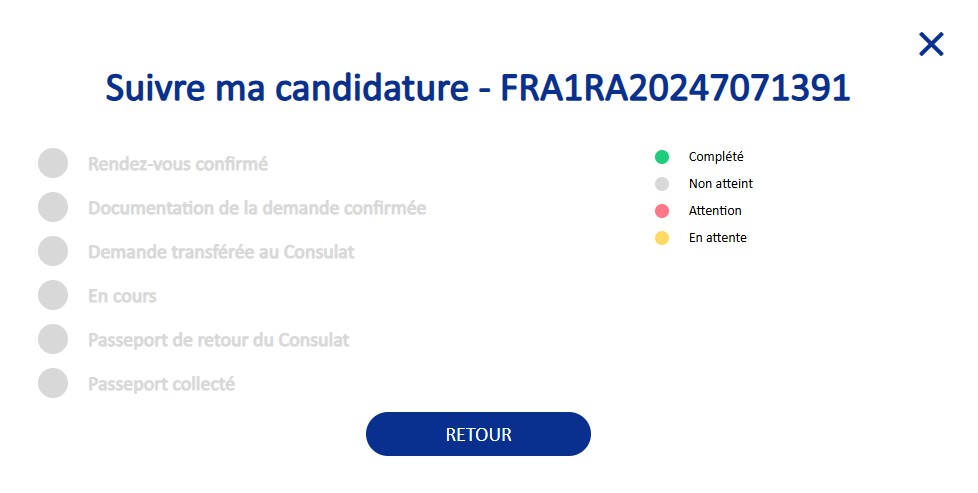 Suivre ma candidature - FRA1RA20247071391
Rendez-vous confirmé
Documentation de la demande confirmée
Demande transférée au Consulat
En cours
Passeport de retour du Consulat
Passeport collecté
Complété
Non atteint
Attention
En attente
RETOUR